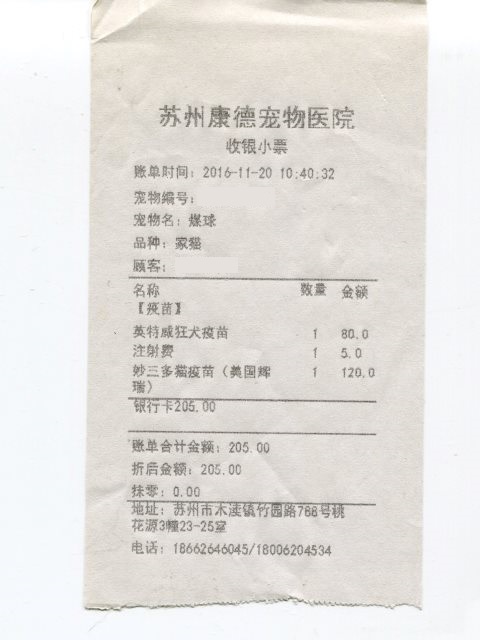 苏州康德宠物医院
收银小票
账单时间：2016-11-20 10:40:32
宠物编号：
宠物名：煤球
品种：家猫
顾客：
名称 数量 金额
【疫苗】
英特威狂犬疫苗 1 80.0
注射费 1 5.0
妙三多猫疫苗（美国辉 1 120.0
瑞）
银行卡205.00
账单合计金额：205.00
折后金额：205.00
抹零：0.00
地址：苏州市木渎镇竹园路788号桃
花源3幢23-25室
电话：18662646045/18006204534